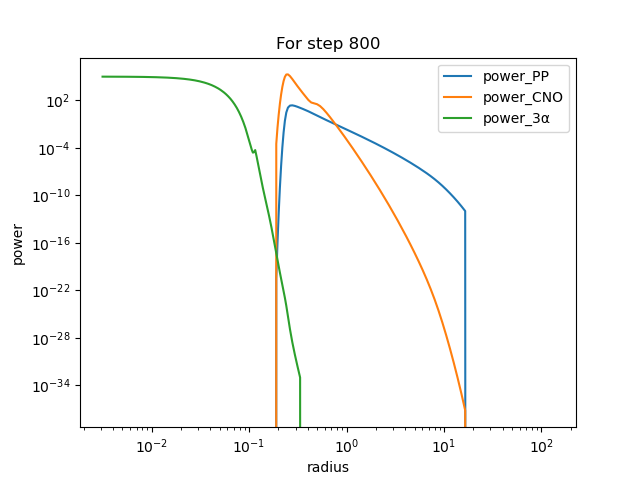 For step 800
power_PP
power_CNO
power_3α
10²
10⁻⁴
10⁻¹⁰
10⁻¹⁶
10⁻²²
10⁻²⁸
10⁻³⁴
power
10⁻² 10⁻¹ 10⁰ 10¹ 10²
radius